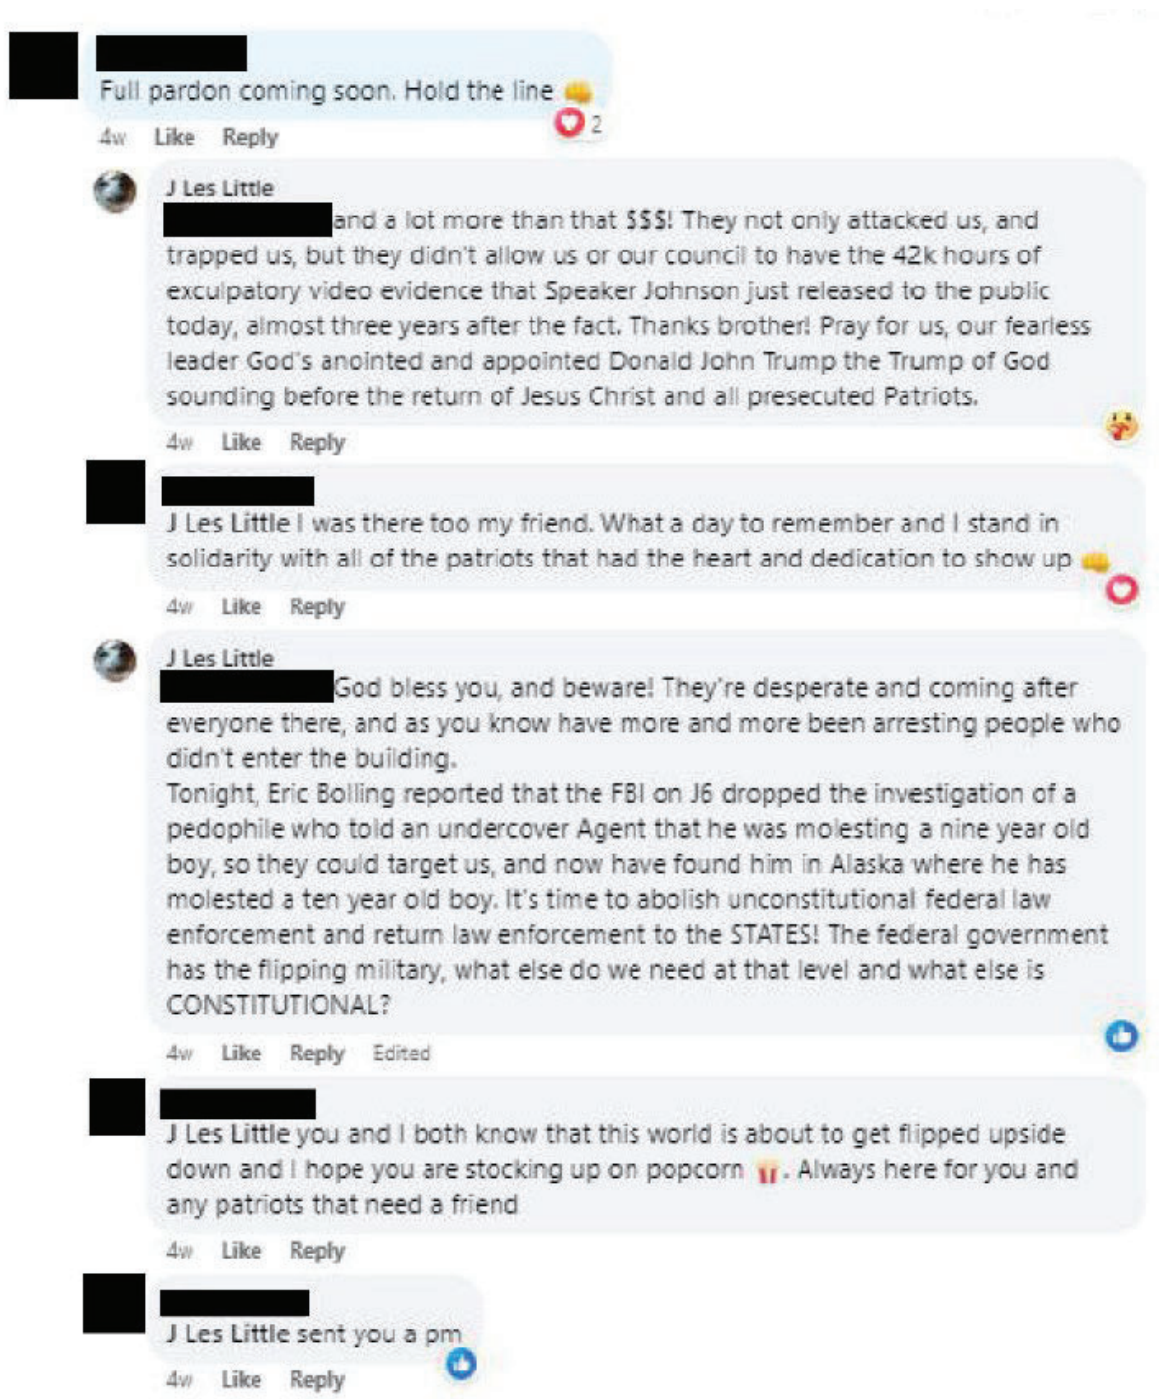 Full pardon coming soon. Hold the line 👊
2
4w Like Reply
J Les Little
and a lot more than that $$$! They not only attacked us, and
trapped us, but they didn't allow us or our council to have the 42k hours of
exculpatory video evidence that Speaker Johnson just released to the public
today, almost three years after the fact. Thanks brother! Pray for us, our fearless
leader God's anointed and appointed Donald John Trump the Trump of God
sounding before the return of Jesus Christ and all presecuted Patriots.
4w Like Reply
J Les Little I was there too my friend. What a day to remember and I stand in
solidarity with all of the patriots that had the heart and dedication to show up 👊
4w Like Reply
J Les Little
God bless you, and beware! They're desperate and coming after
everyone there, and as you know have more and more been arresting people who
didn't enter the building.
Tonight, Eric Bolling reported that the FBI on J6 dropped the investigation of a
pedophile who told an undercover Agent that he was molesting a nine year old
boy, so they could target us, and now have found him in Alaska where he has
molested a ten year old boy. It's time to abolish unconstitutional federal law
enforcement and return law enforcement to the STATES! The federal government
has the flipping military, what else do we need at that level and what else is
CONSTITUTIONAL?
4w Like Reply Edited
J Les Little you and I both know that this world is about to get flipped upside
down and I hope you are stocking up on popcorn 🍿. Always here for you and
any patriots that need a friend
4w Like Reply
J Les Little sent you a pm
4w Like Reply